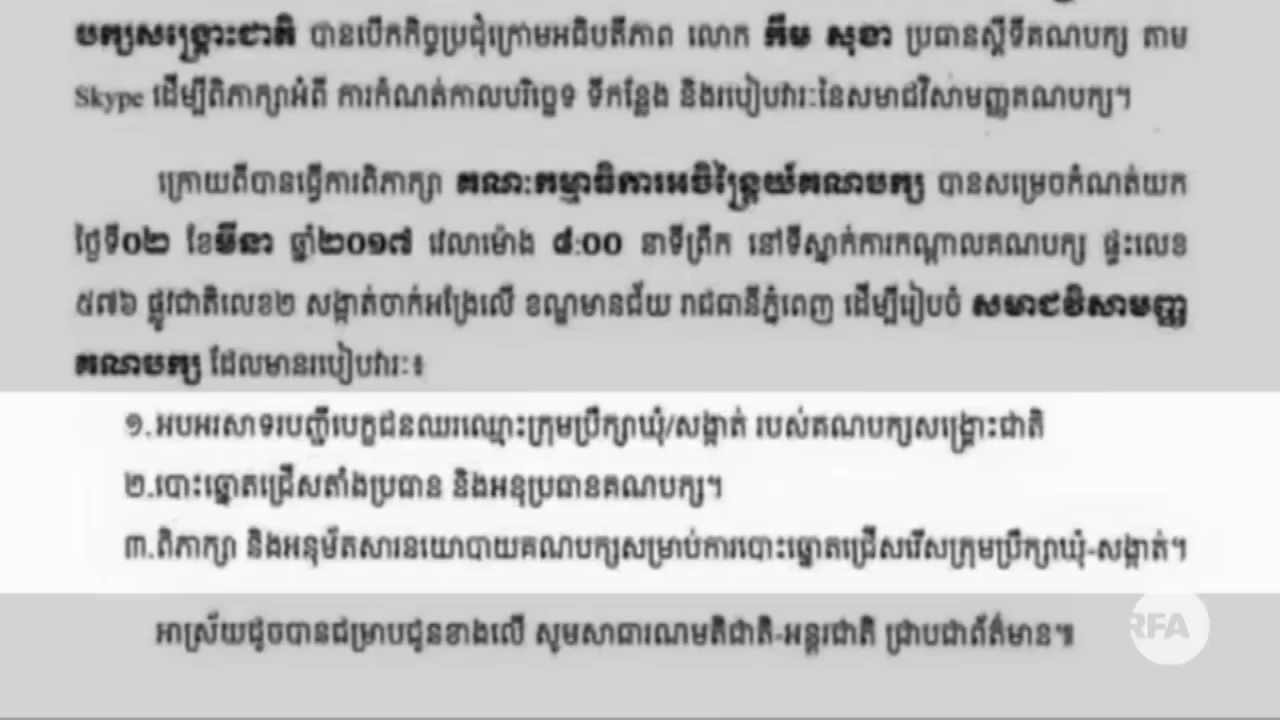 បក្សសង្គ្រោះជាតិ បានបើកកិច្ចប្រជុំក្រោមអធិបតីភាព លោក កឹម សុខា ប្រធានស្តីទីគណបក្ស តាម
Skype ដើម្បីពិភាក្សាអំពី ការកំណត់កាលបរិច្ឆេទ ទីកន្លែង និងរបៀបវារៈនៃសមាជវិសាមញ្ញគណបក្ស។
ក្រោយពីបានធ្វើការពិភាក្សា គណៈកម្មាធិការអចិន្ត្រៃយ៍គណបក្ស បានសម្រេចកំណត់យក
ថ្ងៃទី០២ ខែមីនា ឆ្នាំ២០១៧ វេលាម៉ោង ៨:០០ នាទីព្រឹក នៅទីស្នាក់ការកណ្តាលគណបក្ស ផ្ទះលេខ
៥៧៦ ផ្លូវជាតិលេខ២ សង្កាត់ចាក់អង្រែលើ ខណ្ឌមានជ័យ រាជធានីភ្នំពេញ ដើម្បីរៀបចំ សមាជវិសាមញ្ញ
គណបក្ស ដែលមានរបៀបវារៈ៖
១.អបអរសាទរបញ្ជីបេក្ខជនឈរឈ្មោះក្រុមប្រឹក្សាឃុំ/សង្កាត់ របស់គណបក្សសង្គ្រោះជាតិ
២.បោះឆ្នោតជ្រើសតាំងប្រធាន និងអនុប្រធានគណបក្ស។
៣.ពិភាក្សា និងអនុម័តសារនយោបាយគណបក្សសម្រាប់ការបោះឆ្នោតជ្រើសរើសក្រុមប្រឹក្សាឃុំ-សង្កាត់។
អាស្រ័យដូចបានជម្រាបជូនខាងលើ សូមសាធារណមតិជាតិ-អន្តរជាតិ ជ្រាបជាព័ត៌មាន៕
RFA